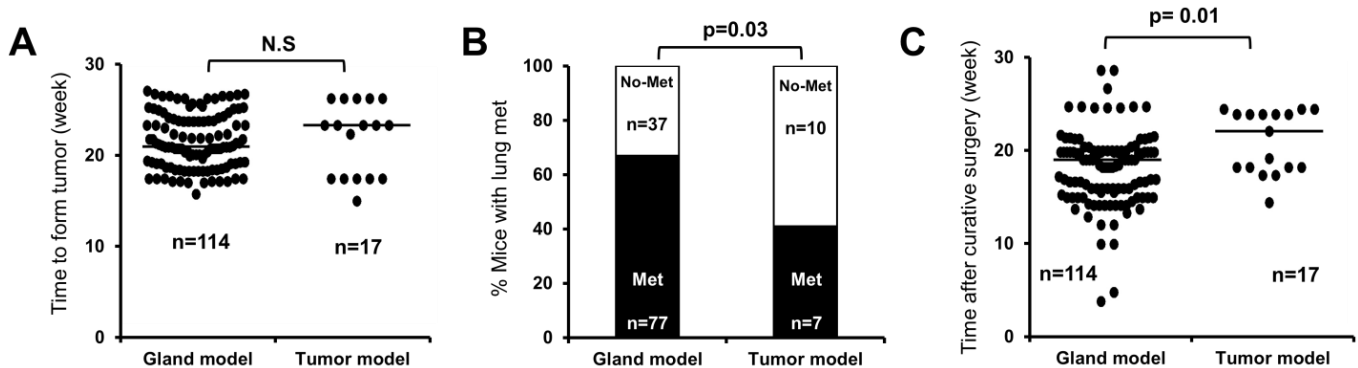 A
N.S
Time to form tumor (week)
30
20
10
0
n=114
n=17
Gland model
Tumor model
B
p=0.03
% Mice with lung met
100
80
60
40
20
0
No-Met
n=37
Met
n=77
No-Met
n=10
Met
n=7
Gland model
Tumor model
C
p= 0.01
Time after curative surgery (week)
30
20
10
0
n=114
n=17
Gland model
Tumor model